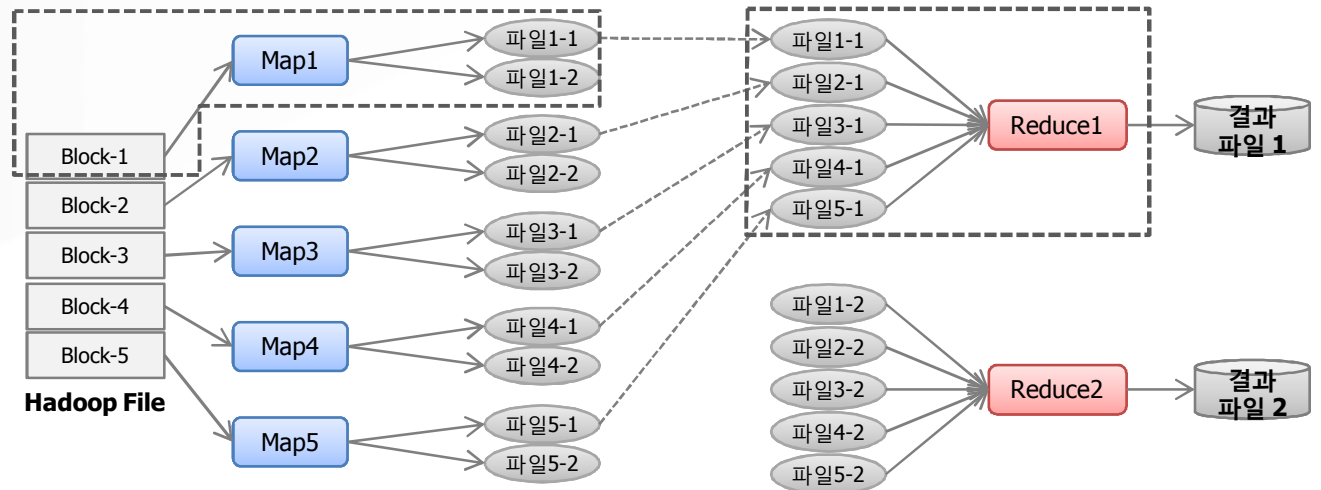 Block-1
Block-2
Block-3
Block-4
Block-5
Hadoop File
Map1
Map2
Map3
Map4
Map5
파일1-1
파일1-2
파일2-1
파일2-2
파일3-1
파일3-2
파일4-1
파일4-2
파일5-1
파일5-2
파일1-1
파일2-1
파일3-1
파일4-1
파일5-1
Reduce1
결과
파일 1
파일1-2
파일2-2
파일3-2
파일4-2
파일5-2
Reduce2
결과
파일 2